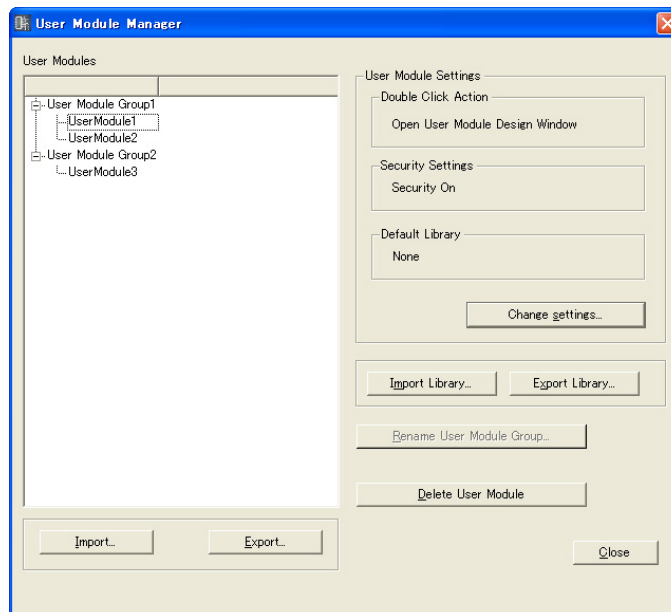 User Module Manager
User Modules
User Module Group1
UserModule1
UserModule2
User Module Group2
UserModule3
Import...
Export...
User Module Settings
Double Click Action
Open User Module Design Window
Security Settings
Security On
Default Library
None
Change settings...
Import Library...
Export Library...
Rename User Module Group...
Delete User Module
Close